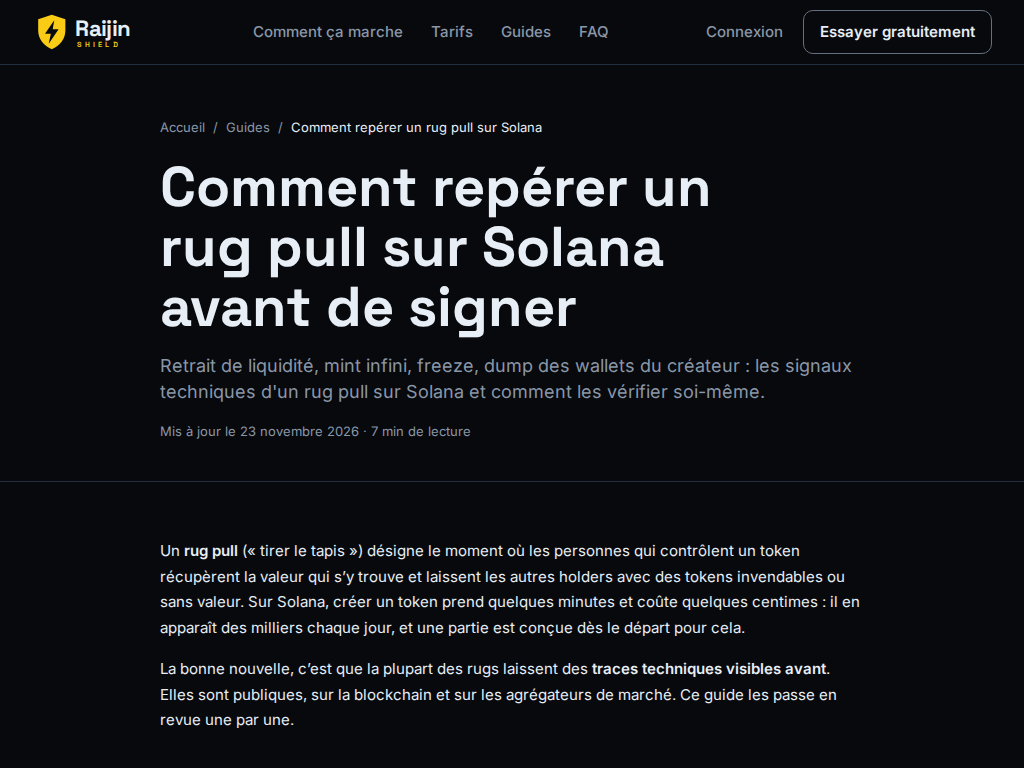 Raijin
SHIELD
Comment ça marche
Tarifs
Guides
FAQ
Connexion
Essayer gratuitement
Accueil / Guides / Comment repérer un rug pull sur Solana
Comment repérer un
rug pull sur Solana
avant de signer
Retrait de liquidité, mint infini, freeze, dump des wallets du créateur : les signaux
techniques d'un rug pull sur Solana et comment les vérifier soi-même.
Mis à jour le 23 novembre 2026 · 7 min de lecture
Un rug pull (« tirer le tapis ») désigne le moment où les personnes qui contrôlent un token
récupèrent la valeur qui s’y trouve et laissent les autres holders avec des tokens invendables ou
sans valeur. Sur Solana, créer un token prend quelques minutes et coûte quelques centimes : il en
apparaît des milliers chaque jour, et une partie est conçue dès le départ pour cela.
La bonne nouvelle, c’est que la plupart des rugs laissent des traces techniques visibles avant.
Elles sont publiques, sur la blockchain et sur les agrégateurs de marché. Ce guide les passe en
revue une par une.